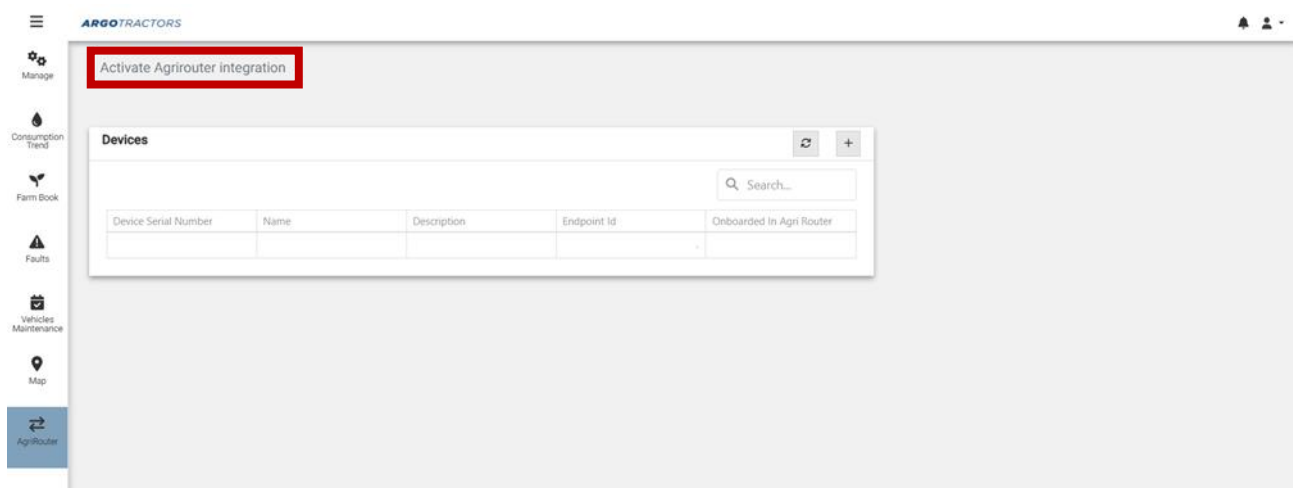 ARGOTRACTORS
Manage
Consumption
Trend
Farm Book
Faults
Vehicles
Maintenance
Map
AgriRouter
Activate Agrirouter integration
Devices
Search...
Device Serial Number Name Description Endpoint Id Onboarded In Agri Router